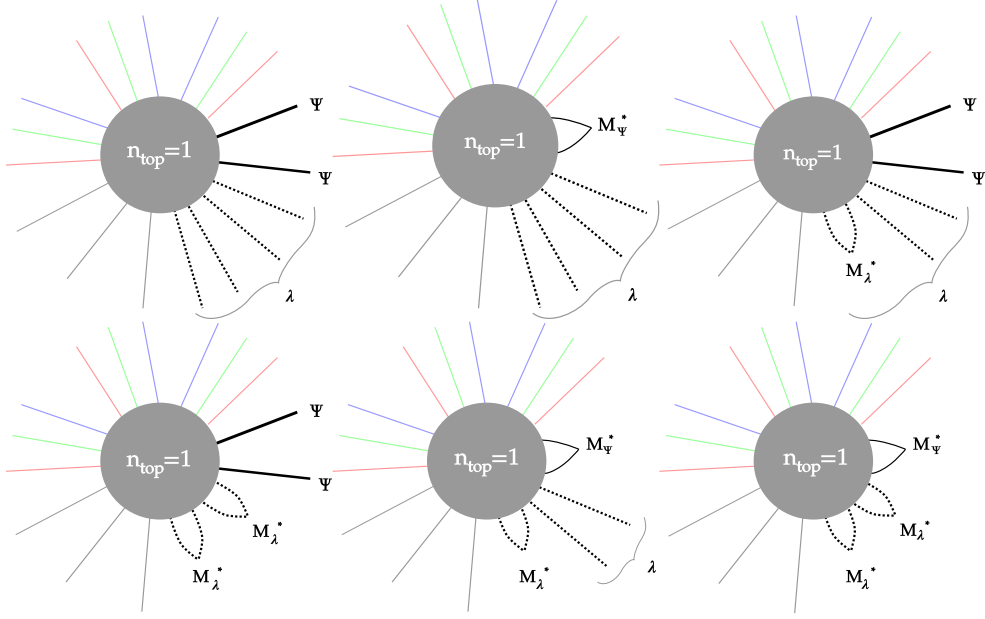 n_top=1
Ψ
Ψ
λ
n_top=1
M_Ψ^*
λ
n_top=1
Ψ
Ψ
M_λ^*
λ
n_top=1
Ψ
Ψ
M_λ^*
M_λ^*
n_top=1
M_Ψ^*
M_λ^*
λ
n_top=1
M_Ψ^*
M_λ^*
M_λ^*